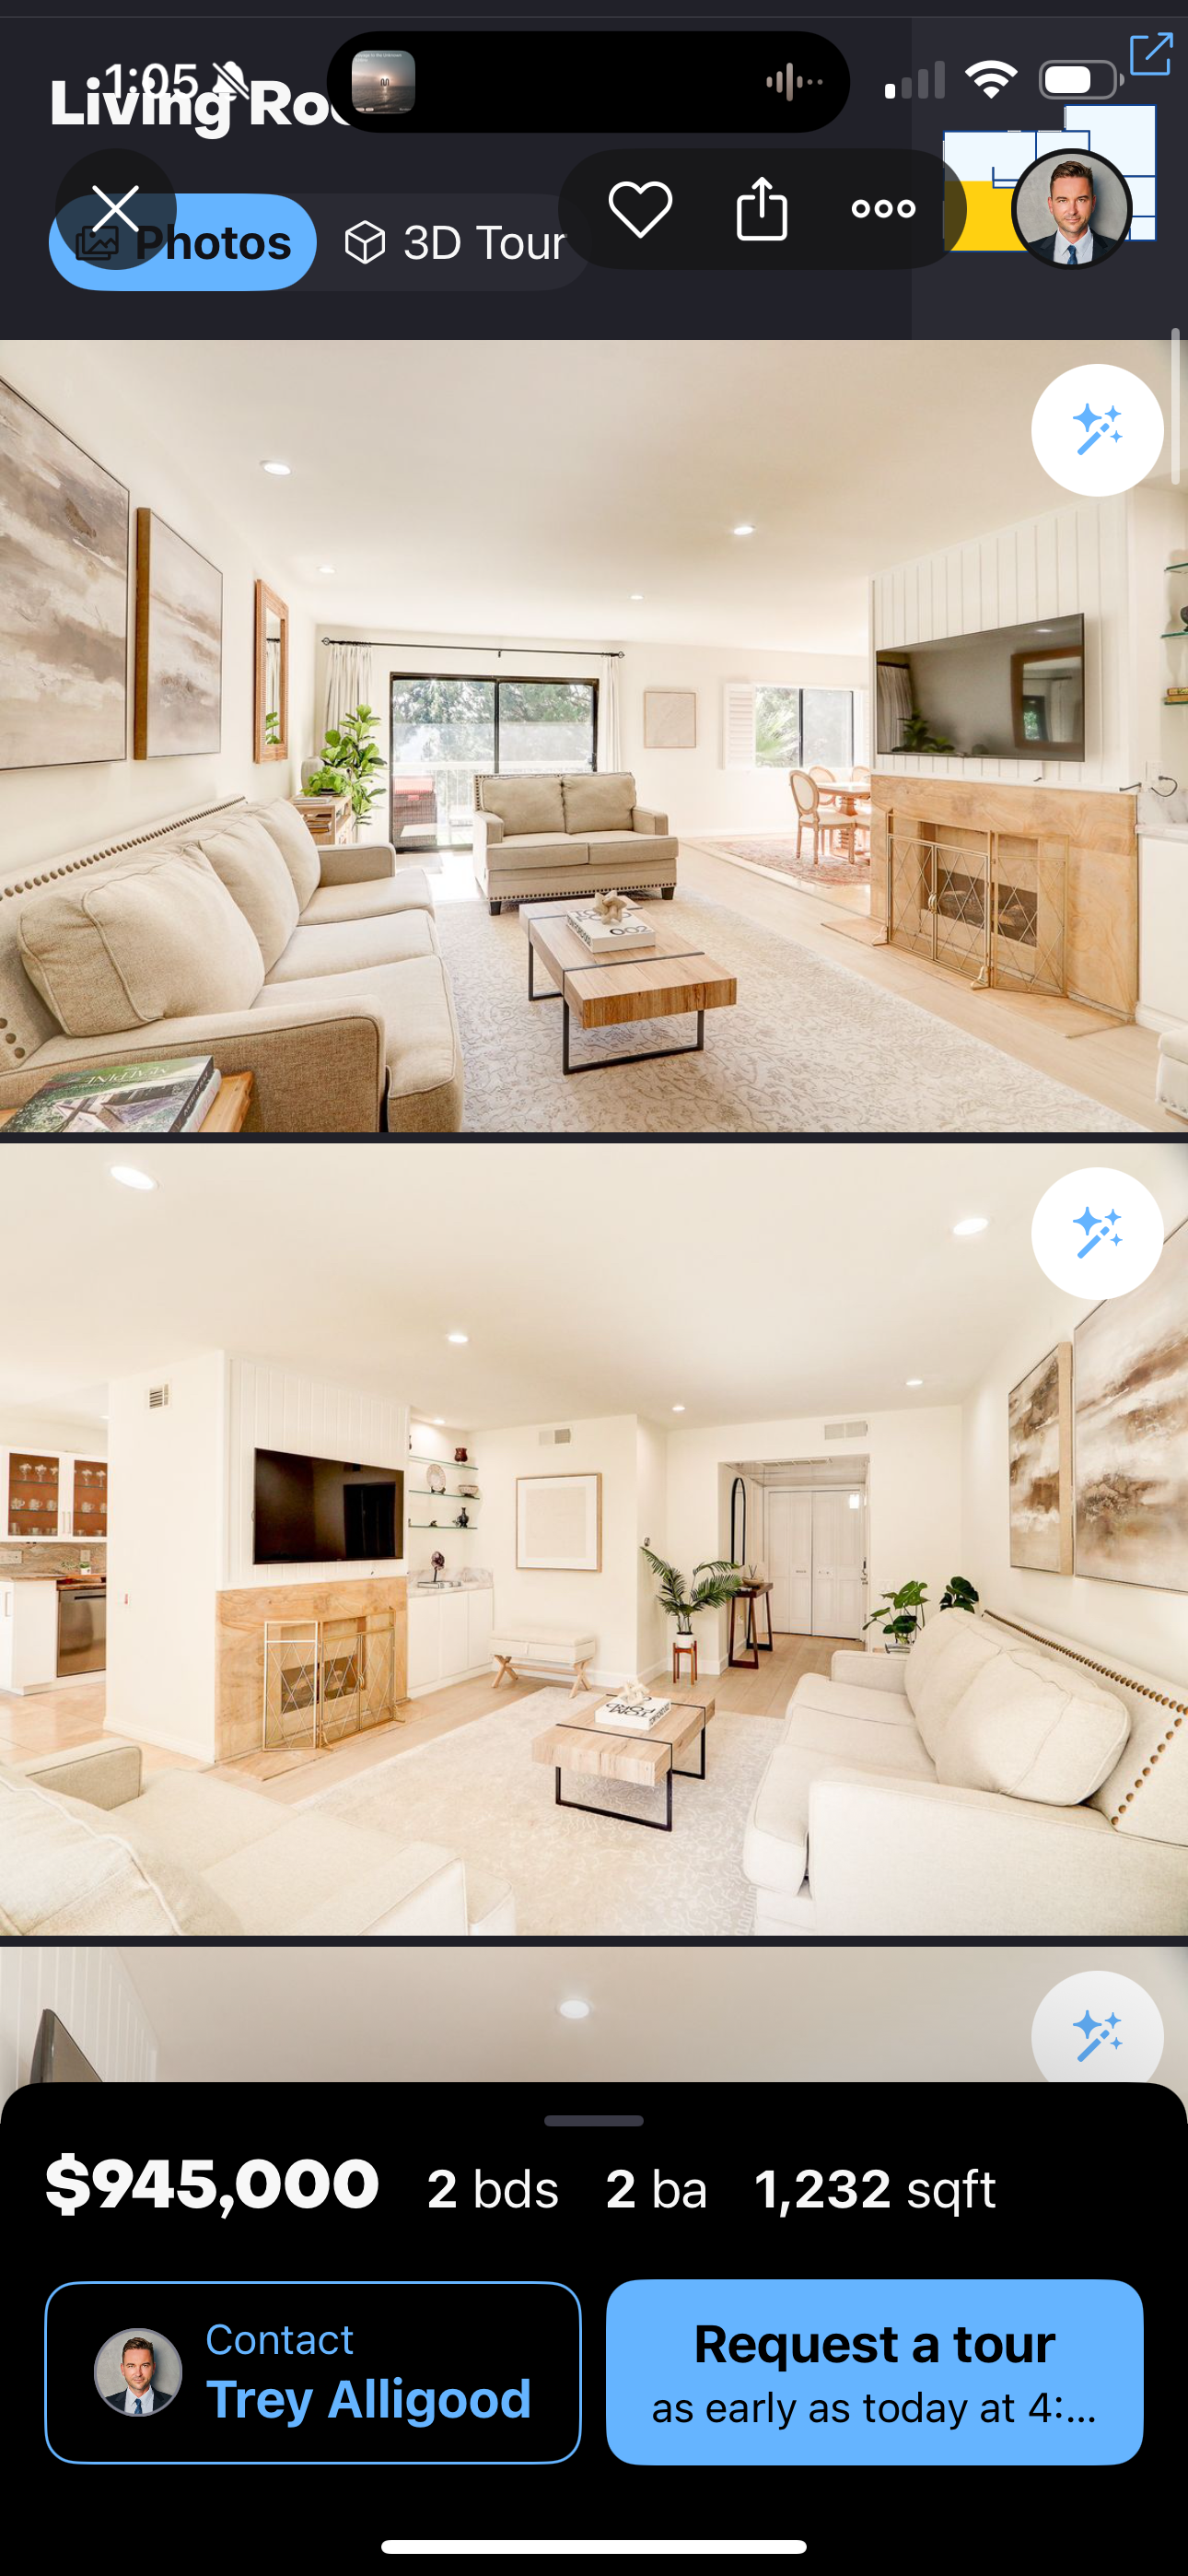 1:05
Living Roo
Photos
3D Tour
$945,000 2 bds 2 ba 1,232 sqft
Contact
Trey Alligood
Request a tour
as early as today at 4:...